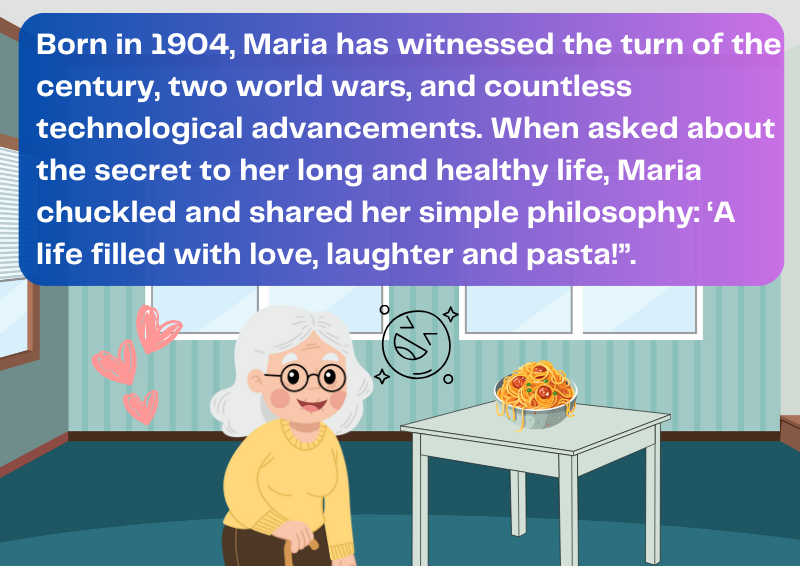 Born in 1904, Maria has witnessed the turn of the
century, two world wars, and countless
technological advancements. When asked about
the secret to her long and healthy life, Maria
chuckled and shared her simple philosophy: ‘A
life filled with love, laughter and pasta!”.